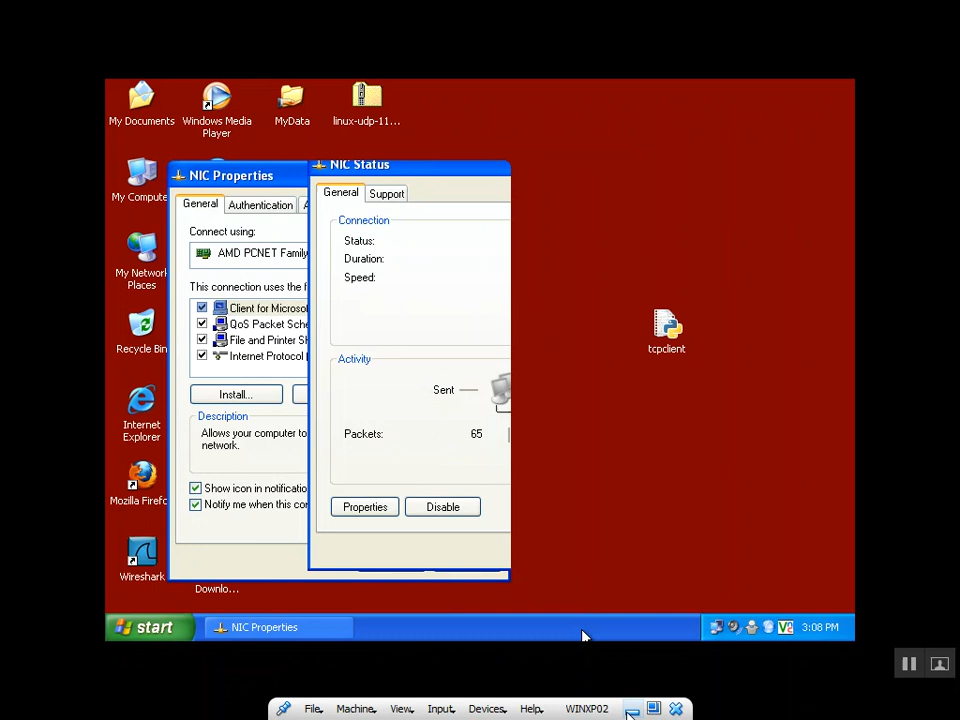 My Documents
Windows Media
Player
MyData
linux-udp-11...
My Compute
My Network
Places
Recycle Bin
Internet
Explorer
Mozilla Firefo
Wireshark
Downlo...
NIC Properties
General
Authentication
Connect using:
AMD PCNET Family
This connection uses the f
Client for Microsof
QoS Packet Sche
File and Printer Sh
Internet Protocol
Install...
Description
Allows your computer to
network.
Show icon in notification
Notify me when this con
NIC Status
General
Support
Connection
Status:
Duration:
Speed:
Activity
Sent
Packets:
65
Properties
Disable
tcpclient
start
NIC Properties
3:08 PM
File
Machine
View
Input
Devices
Help
WINXP02